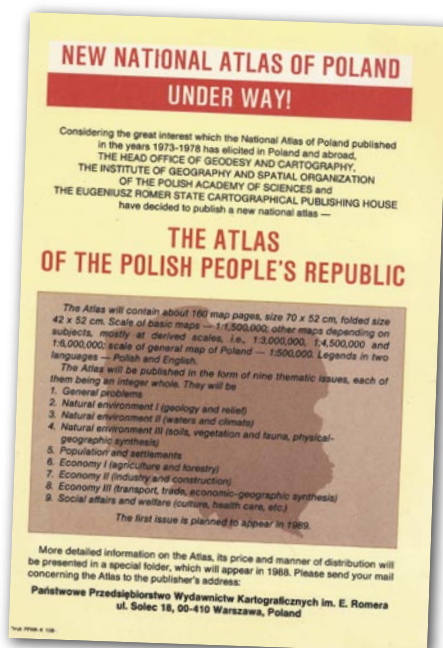 NEW NATIONAL ATLAS OF POLAND
UNDER WAY!
Considering the great interest which the National Atlas of Poland published
in the years 1973-1978 has elicited in Poland and abroad,
THE HEAD OFFICE OF GEODESY AND CARTOGRAPHY,
THE INSTITUTE OF GEOGRAPHY AND SPATIAL ORGANIZATION
OF THE POLISH ACADEMY OF SCIENCES and
THE EUGENIUSZ ROMER STATE CARTOGRAPHICAL PUBLISHING HOUSE
have decided to publish a new national atlas —
THE ATLAS
OF THE POLISH PEOPLE'S REPUBLIC
The Atlas will contain about 160 map pages, size 70 x 52 cm, folded size
42 x 52 cm. Scale of basic maps — 1:1,500,000; other maps depending on
subjects, mostly at derived scales, i.e., 1:3,000,000, 1:4,500,000 and
1:6,000,000; scale of general map of Poland — 1:500,000. Legends in two
languages — Polish and English.
The Atlas will be published in the form of nine thematic issues, each of
them being an integer whole. They will be
1. General problems
2. Natural environment I (geology and relief)
3. Natural environment II (waters and climate)
4. Natural environment III (soils, vegetation and fauna, physical-
geographic synthesis)
5. Population and settlements
6. Economy I (agriculture and forestry)
7. Economy II (industry and construction)
8. Economy III (transport, trade, economic-geographic synthesis)
9. Social affairs and welfare (culture, health care, etc.)
The first issue is planned to appear in 1989.
More detailed information on the Atlas, its price and manner of distribution will
be presented in a special folder, which will appear in 1988. Please send your mail
concerning the Atlas to the publisher's address:
Państwowe Przedsiębiorstwo Wydawnictw Kartograficznych im. E. Romera
ul. Solec 18, 00-410 Warszawa, Poland